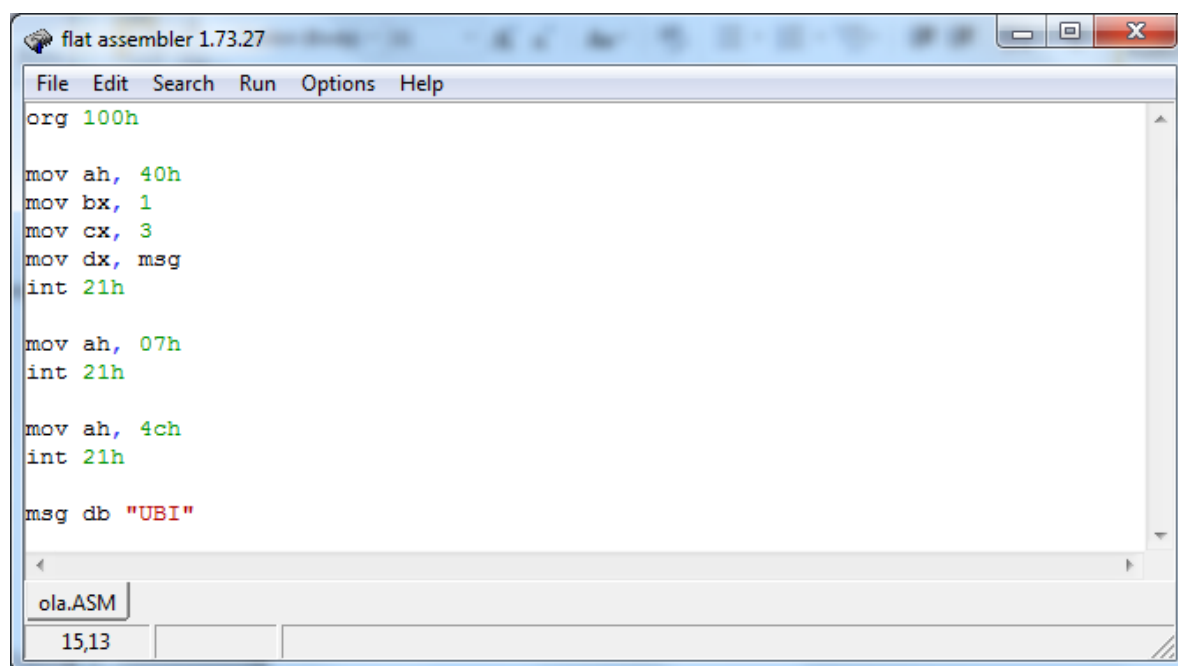 flat assembler 1.73.27
File Edit Search Run Options Help
org 100h
mov ah, 40h
mov bx, 1
mov cx, 3
mov dx, msg
int 21h
mov ah, 07h
int 21h
mov ah, 4ch
int 21h
msg db "UBI"
ola.ASM
15,13